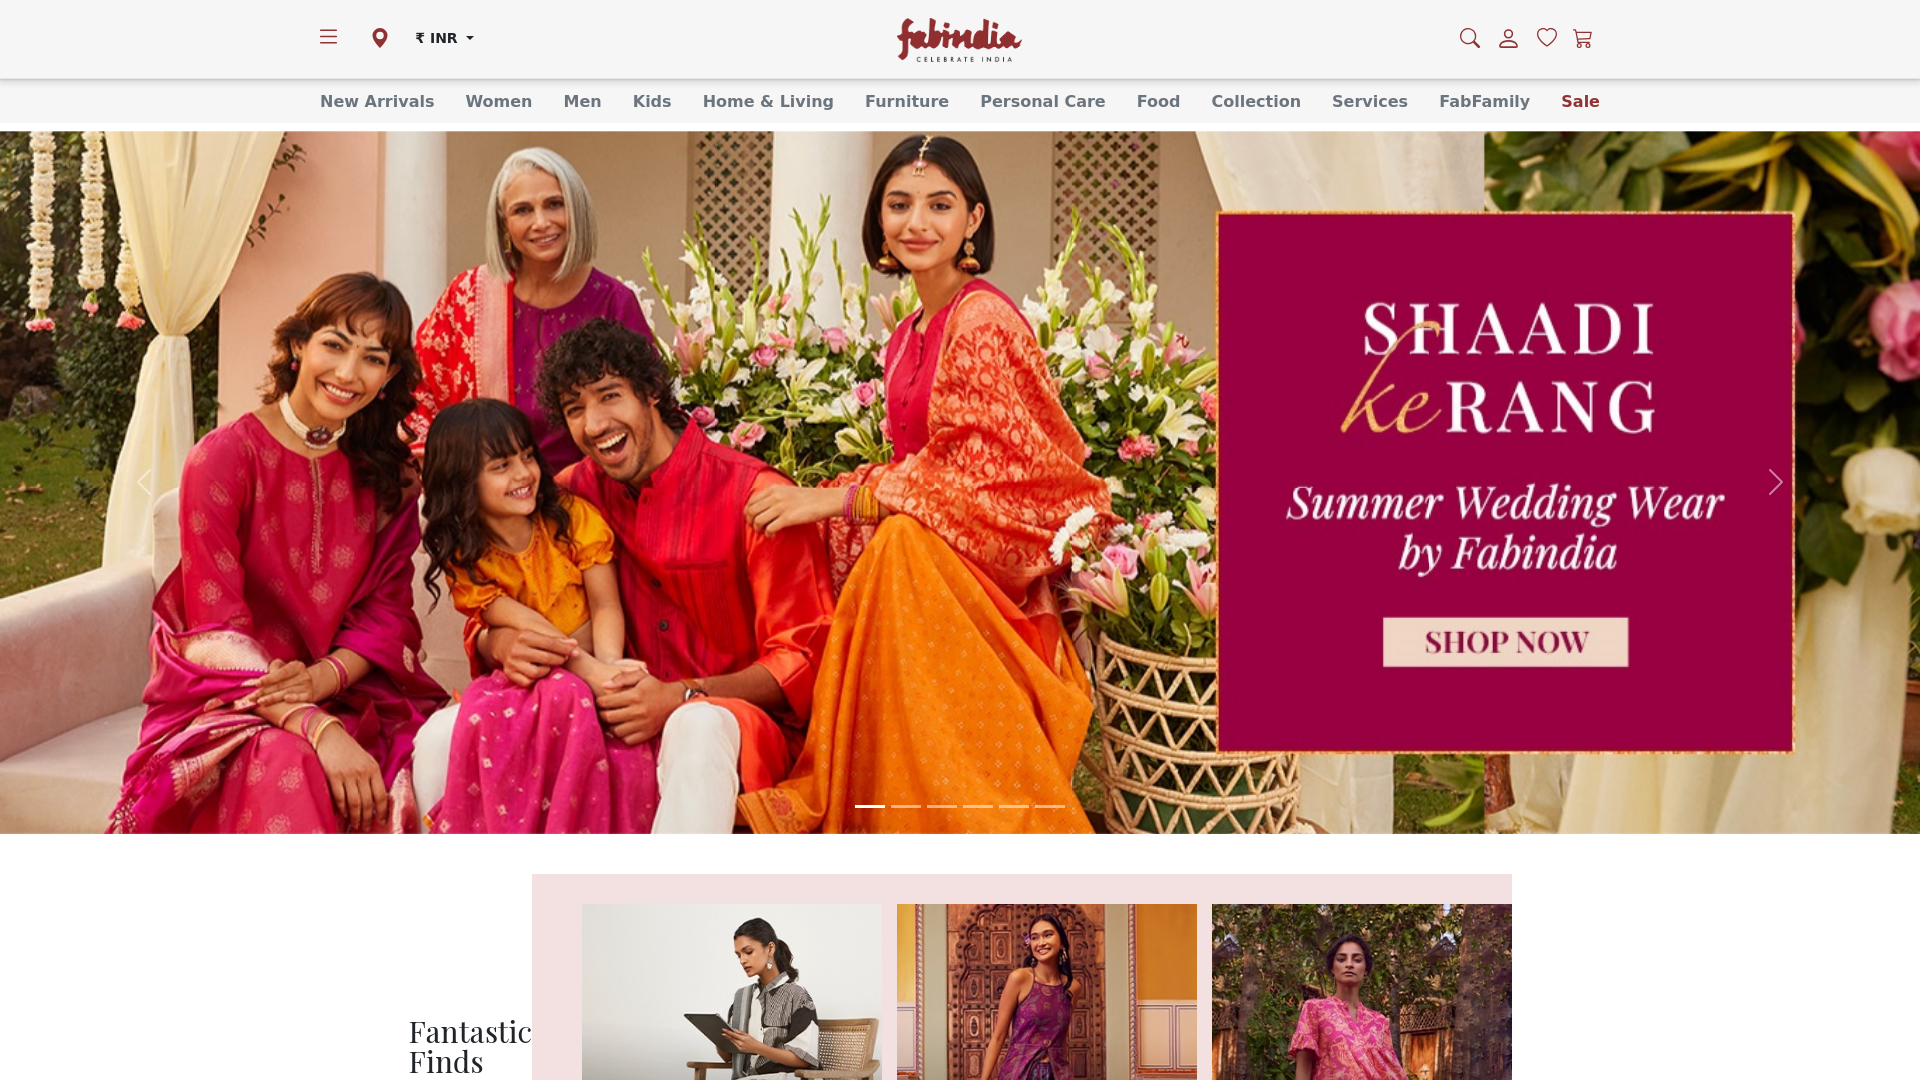 ₹ INR
fabindia
CELEBRATE INDIA
New Arrivals
Women
Men
Kids
Home & Living
Furniture
Personal Care
Food
Collection
Services
FabFamily
Sale
SHAADI
ke RANG
Summer Wedding Wear
by Fabindia
SHOP NOW
Fantastic
Finds